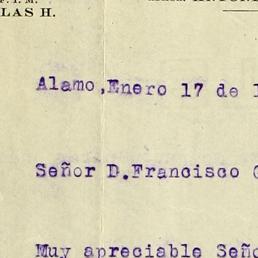 LAS H.
Alamo,Enero 17 de
Señor D.Francisco
Muy apreciable